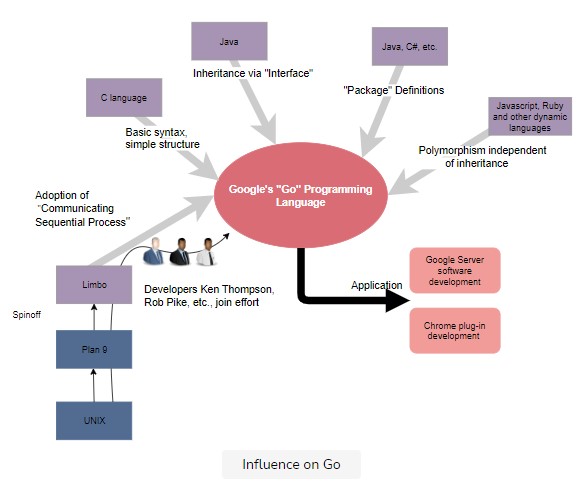 Java
Inheritance via "Interface"
Java, C#, etc.
"Package" Definitions
C language
Basic syntax,
simple structure
Javascript, Ruby
and other dynamic
languages
Polymorphism independent
of inheritance
Google's "Go" Programming
Language
Adoption of
“Communicating
Sequential Process"
Limbo
Developers Ken Thompson,
Rob Pike, etc., join effort
Spinoff
Plan 9
UNIX
Application
Google Server
software
development
Chrome plug-in
development
Influence on Go